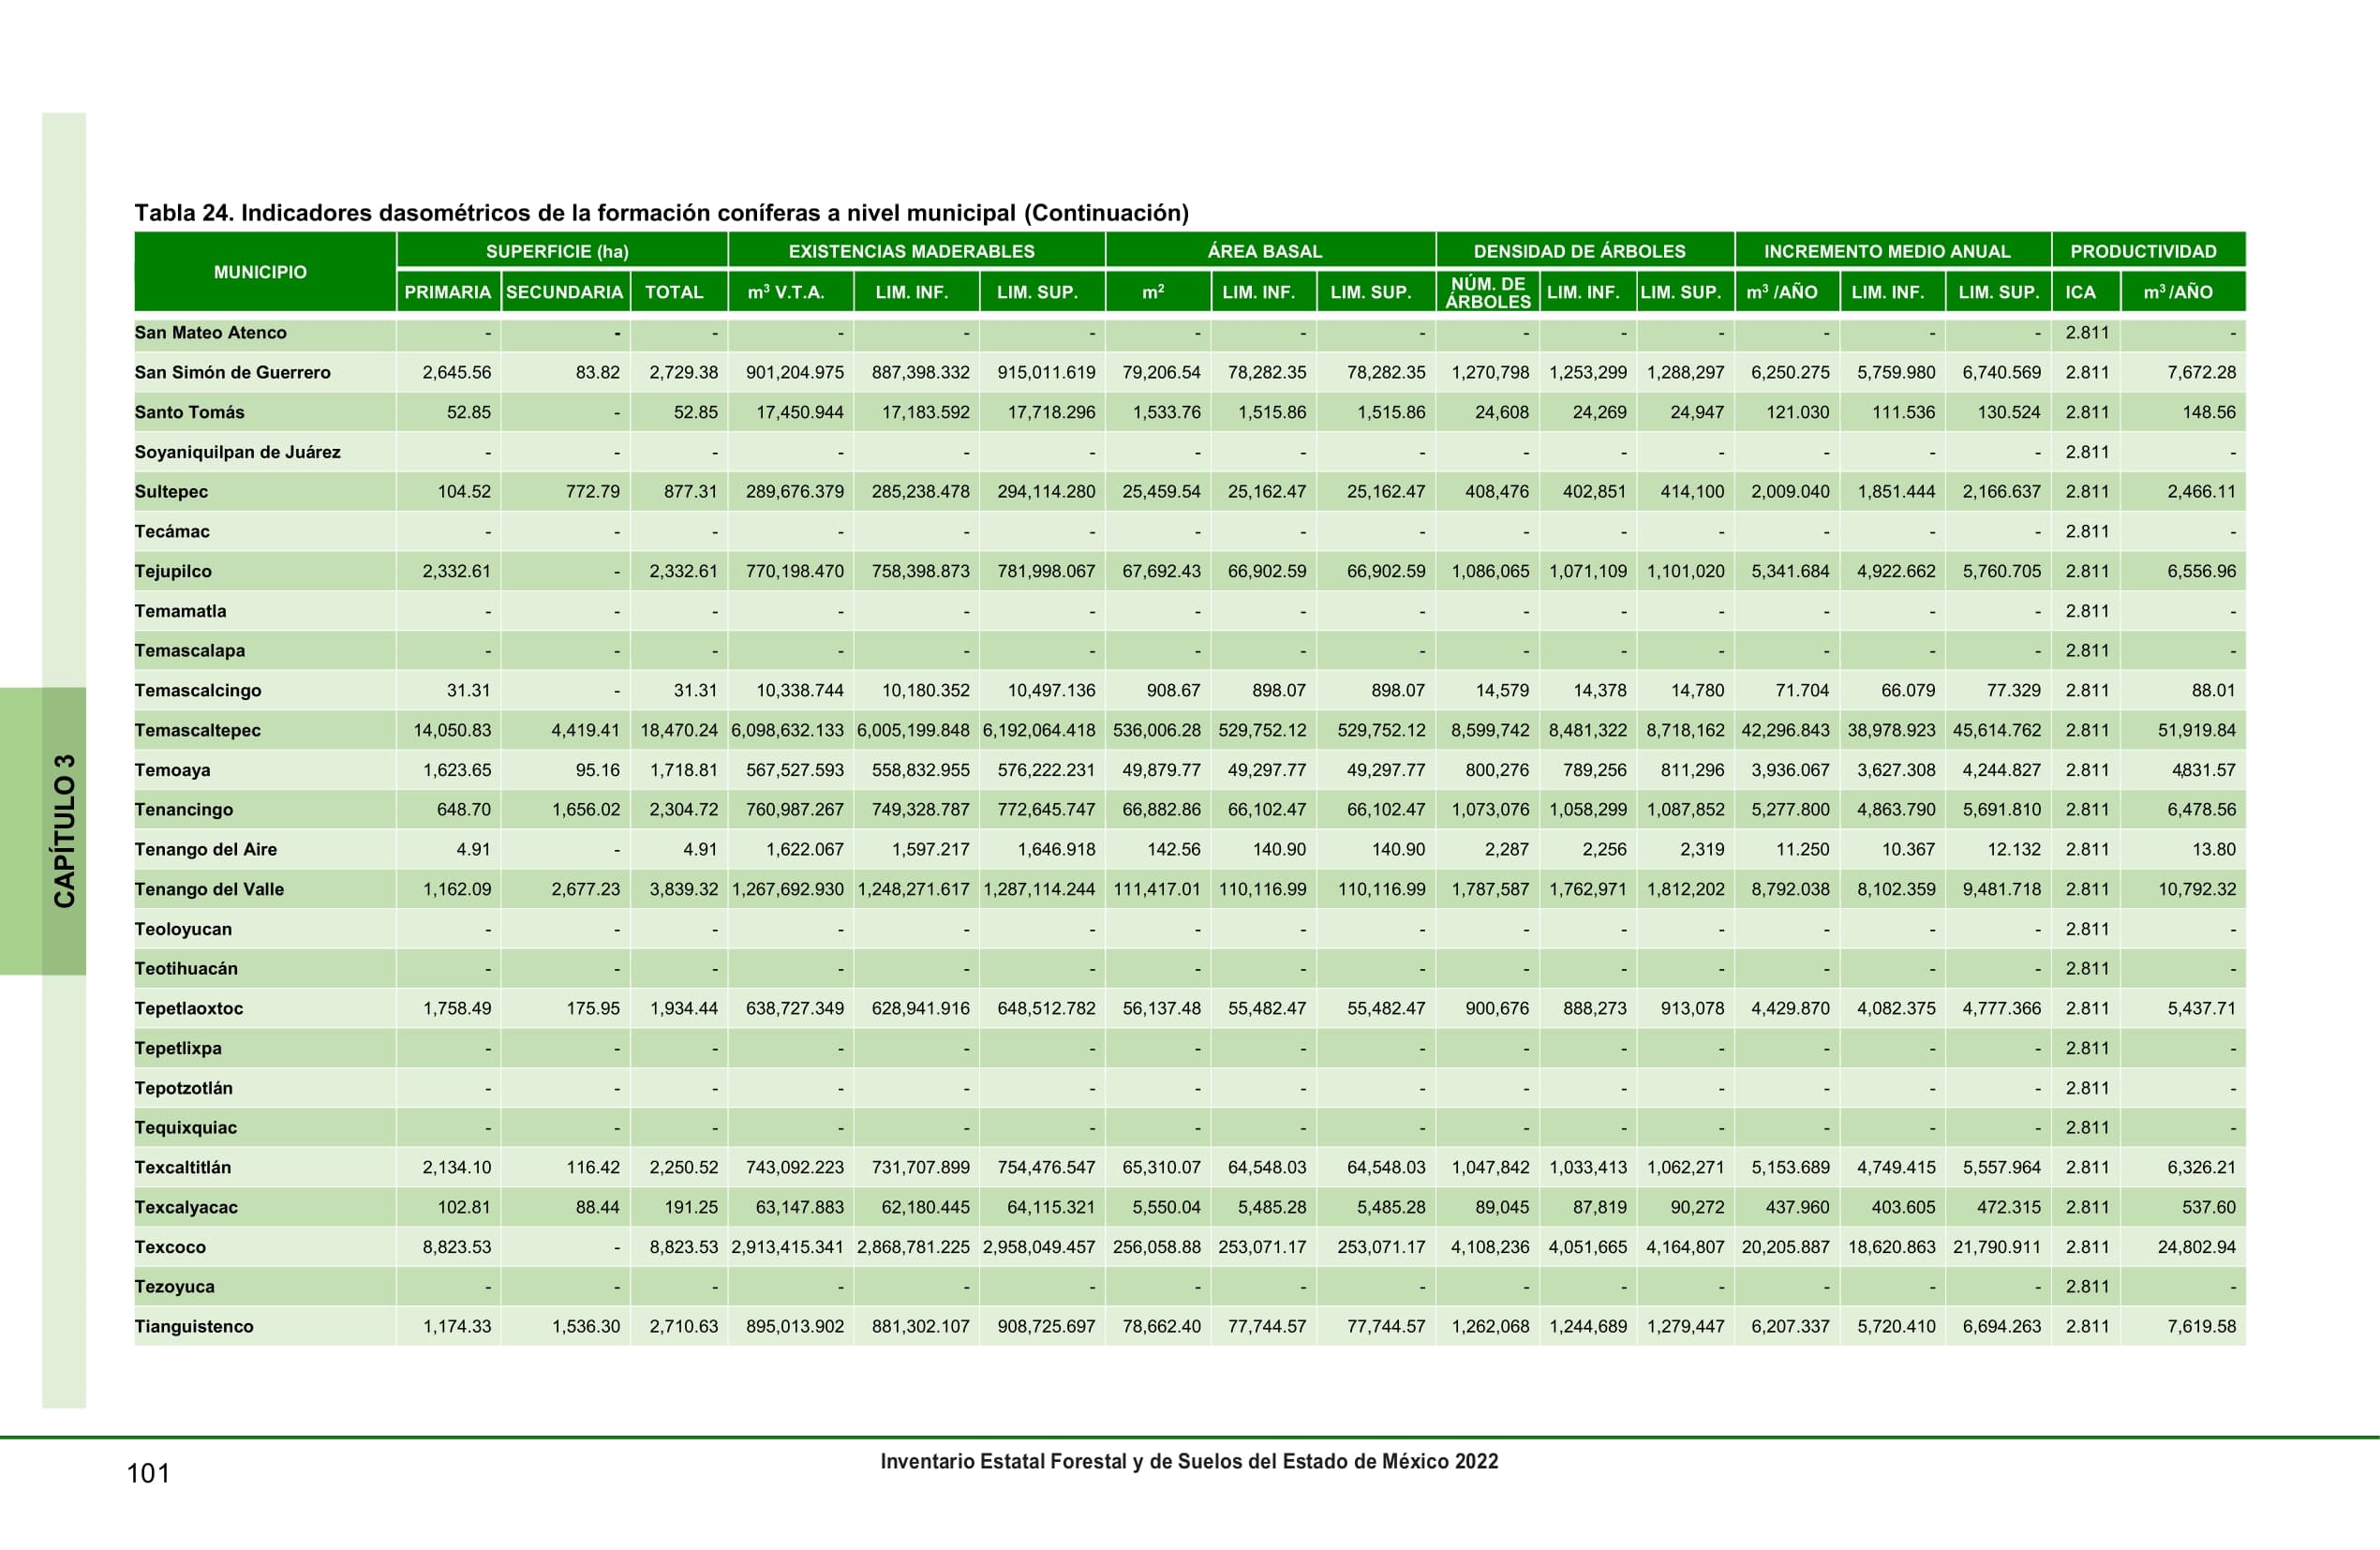 Tabla 24. Indicadores dasométricos de la formación coníferas a nivel municipal (Continuación)
MUNICIPIO SUPERFICIE (ha) EXISTENCIAS MADERABLES ÁREA BASAL DENSIDAD DE ÁRBOLES INCREMENTO MEDIO ANUAL PRODUCTIVIDAD
PRIMARIA SECUNDARIA TOTAL m³ V.T.A. LIM. INF. LIM. SUP. m² LIM. INF. LIM. SUP. NÚM. DE ÁRBOLES LIM. INF. LIM. SUP. m³ /AÑO LIM. INF. LIM. SUP. ICA m³ /AÑO
San Mateo Atenco - - - - - - - - - - - - - - - 2.811 -
San Simón de Guerrero 2,645.56 83.82 2,729.38 901,204.975 887,398.332 915,011.619 79,206.54 78,282.35 78,282.35 1,270,798 1,253,299 1,288,297 6,250.275 5,759.980 6,740.569 2.811 7,672.28
Santo Tomás 52.85 - 52.85 17,450.944 17,183.592 17,718.296 1,533.76 1,515.86 1,515.86 24,608 24,269 24,947 121.030 111.536 130.524 2.811 148.56
Soyaniquilpan de Juárez - - - - - - - - - - - - - - - 2.811 -
Sultepec 104.52 772.79 877.31 289,676.379 285,238.478 294,114.280 25,459.54 25,162.47 25,162.47 408,476 402,851 414,100 2,009.040 1,851.444 2,166.637 2.811 2,466.11
Tecámac - - - - - - - - - - - - - - - 2.811 -
Tejupilco 2,332.61 - 2,332.61 770,198.470 758,398.873 781,998.067 67,692.43 66,902.59 66,902.59 1,086,065 1,071,109 1,101,020 5,341.684 4,922.662 5,760.705 2.811 6,556.96
Temamatla - - - - - - - - - - - - - - - 2.811 -
Temascalapa - - - - - - - - - - - - - - - 2.811 -
Temascalcingo 31.31 - 31.31 10,338.744 10,180.352 10,497.136 908.67 898.07 898.07 14,579 14,378 14,780 71.704 66.079 77.329 2.811 88.01
Temascaltepec 14,050.83 4,419.41 18,470.24 6,098,632.133 6,005,199.848 6,192,064.418 536,006.28 529,752.12 529,752.12 8,599,742 8,481,322 8,718,162 42,296.843 38,978.923 45,614.762 2.811 51,919.84
Temoaya 1,623.65 95.16 1,718.81 567,527.593 558,832.955 576,222.231 49,879.77 49,297.77 49,297.77 800,276 789,256 811,296 3,936.067 3,627.308 4,244.827 2.811 4,831.57
Tenancingo 648.70 1,656.02 2,304.72 760,987.267 749,328.787 772,645.747 66,882.86 66,102.47 66,102.47 1,073,076 1,058,299 1,087,852 5,277.800 4,863.790 5,691.810 2.811 6,478.56
Tenango del Aire 4.91 - 4.91 1,622.067 1,597.217 1,646.918 142.56 140.90 140.90 2,287 2,256 2,319 11.250 10.367 12.132 2.811 13.80
Tenango del Valle 1,162.09 2,677.23 3,839.32 1,267,692.930 1,248,271.617 1,287,114.244 111,417.01 110,116.99 110,116.99 1,787,587 1,762,971 1,812,202 8,792.038 8,102.359 9,481.718 2.811 10,792.32
Teoloyucan - - - - - - - - - - - - - - - 2.811 -
Teotihuacán - - - - - - - - - - - - - - - 2.811 -
Tepetlaoxtoc 1,758.49 175.95 1,934.44 638,727.349 628,941.916 648,512.782 56,137.48 55,482.47 55,482.47 900,676 888,273 913,078 4,429.870 4,082.375 4,777.366 2.811 5,437.71
Tepetlixpa - - - - - - - - - - - - - - - 2.811 -
Tepotzotlán - - - - - - - - - - - - - - - 2.811 -
Tequixquiac - - - - - - - - - - - - - - - 2.811 -
Texcaltitlán 2,134.10 116.42 2,250.52 743,092.223 731,707.899 754,476.547 65,310.07 64,548.03 64,548.03 1,047,842 1,033,413 1,062,271 5,153.689 4,749.415 5,557.964 2.811 6,326.21
Texcalyacac 102.81 88.44 191.25 63,147.883 62,180.445 64,115.321 5,550.04 5,485.28 5,485.28 89,045 87,819 90,272 437.960 403.605 472.315 2.811 537.60
Texcoco 8,823.53 - 8,823.53 2,913,415.341 2,868,781.225 2,958,049.457 256,058.88 253,071.17 253,071.17 4,108,236 4,051,665 4,164,807 20,205.887 18,620.863 21,790.911 2.811 24,802.94
Tezoyuca - - - - - - - - - - - - - - - 2.811 -
Tianguistenco 1,174.33 1,536.30 2,710.63 895,013.902 881,302.107 908,725.697 78,662.40 77,744.57 77,744.57 1,262,068 1,244,689 1,279,447 6,207.337 5,720.410 6,694.263 2.811 7,619.58
CAPÍTULO 3
101
Inventario Estatal Forestal y de Suelos del Estado de México 2022